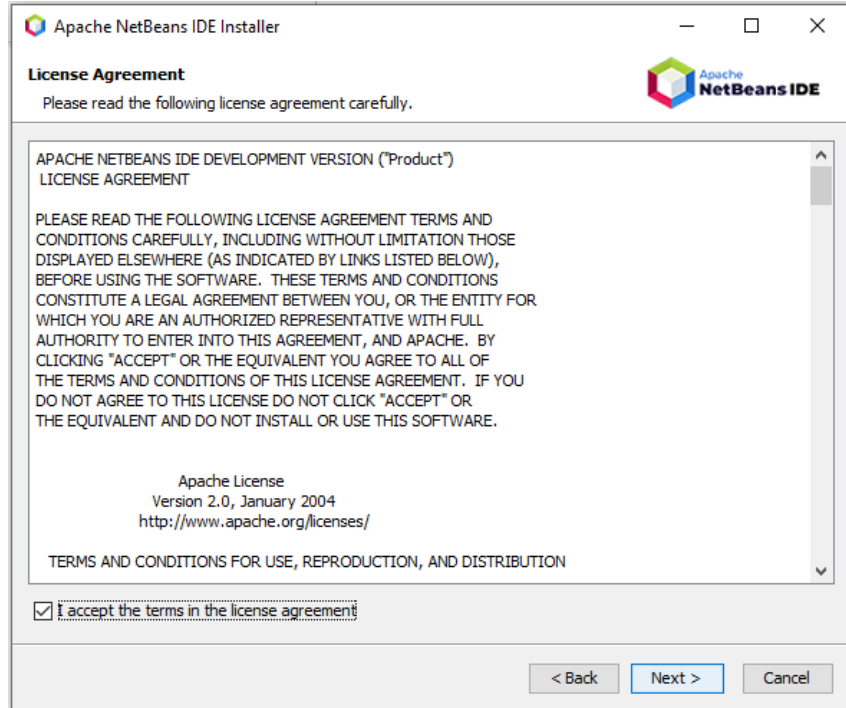 Apache NetBeans IDE Installer
License Agreement
Please read the following license agreement carefully.
Apache
NetBeans IDE
APACHE NETBEANS IDE DEVELOPMENT VERSION ("Product")
LICENSE AGREEMENT
PLEASE READ THE FOLLOWING LICENSE AGREEMENT TERMS AND
CONDITIONS CAREFULLY, INCLUDING WITHOUT LIMITATION THOSE
DISPLAYED ELSEWHERE (AS INDICATED BY LINKS LISTED BELOW),
BEFORE USING THE SOFTWARE.  THESE TERMS AND CONDITIONS
CONSTITUTE A LEGAL AGREEMENT BETWEEN YOU, OR THE ENTITY FOR
WHICH YOU ARE AN AUTHORIZED REPRESENTATIVE WITH FULL
AUTHORITY TO ENTER INTO THIS AGREEMENT, AND APACHE.  BY
CLICKING "ACCEPT" OR THE EQUIVALENT YOU AGREE TO ALL OF
THE TERMS AND CONDITIONS OF THIS LICENSE AGREEMENT.  IF YOU
DO NOT AGREE TO THIS LICENSE DO NOT CLICK "ACCEPT" OR
THE EQUIVALENT AND DO NOT INSTALL OR USE THIS SOFTWARE.
Apache License
Version 2.0, January 2004
http://www.apache.org/licenses/
TERMS AND CONDITIONS FOR USE, REPRODUCTION, AND DISTRIBUTION
I accept the terms in the license agreement
< Back
Next >
Cancel